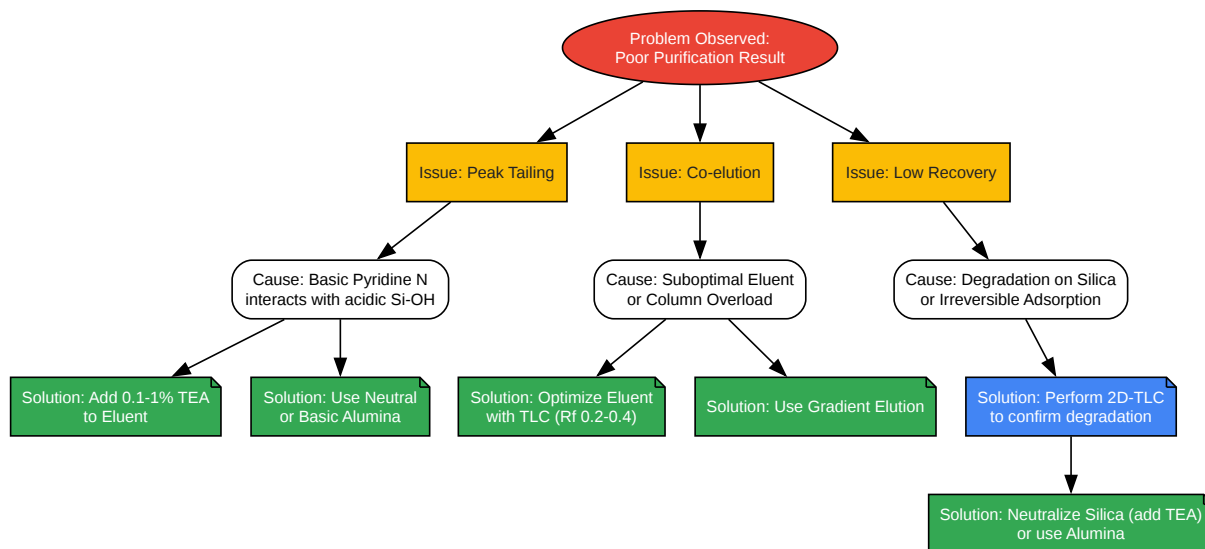 Problem Observed:
Poor Purification Result
Issue: Peak Tailing
Issue: Co-elution
Issue: Low Recovery
Cause: Basic Pyridine N
interacts with acidic Si-OH
Cause: Suboptimal Eluent
or Column Overload
Cause: Degradation on Silica
or Irreversible Adsorption
Solution: Add 0.1-1% TEA
to Eluent
Solution: Use Neutral
or Basic Alumina
Solution: Optimize Eluent
with TLC (Rf 0.2-0.4)
Solution: Use Gradient Elution
Solution: Perform 2D-TLC
to confirm degradation
Solution: Neutralize Silica (add TEA)
or use Alumina